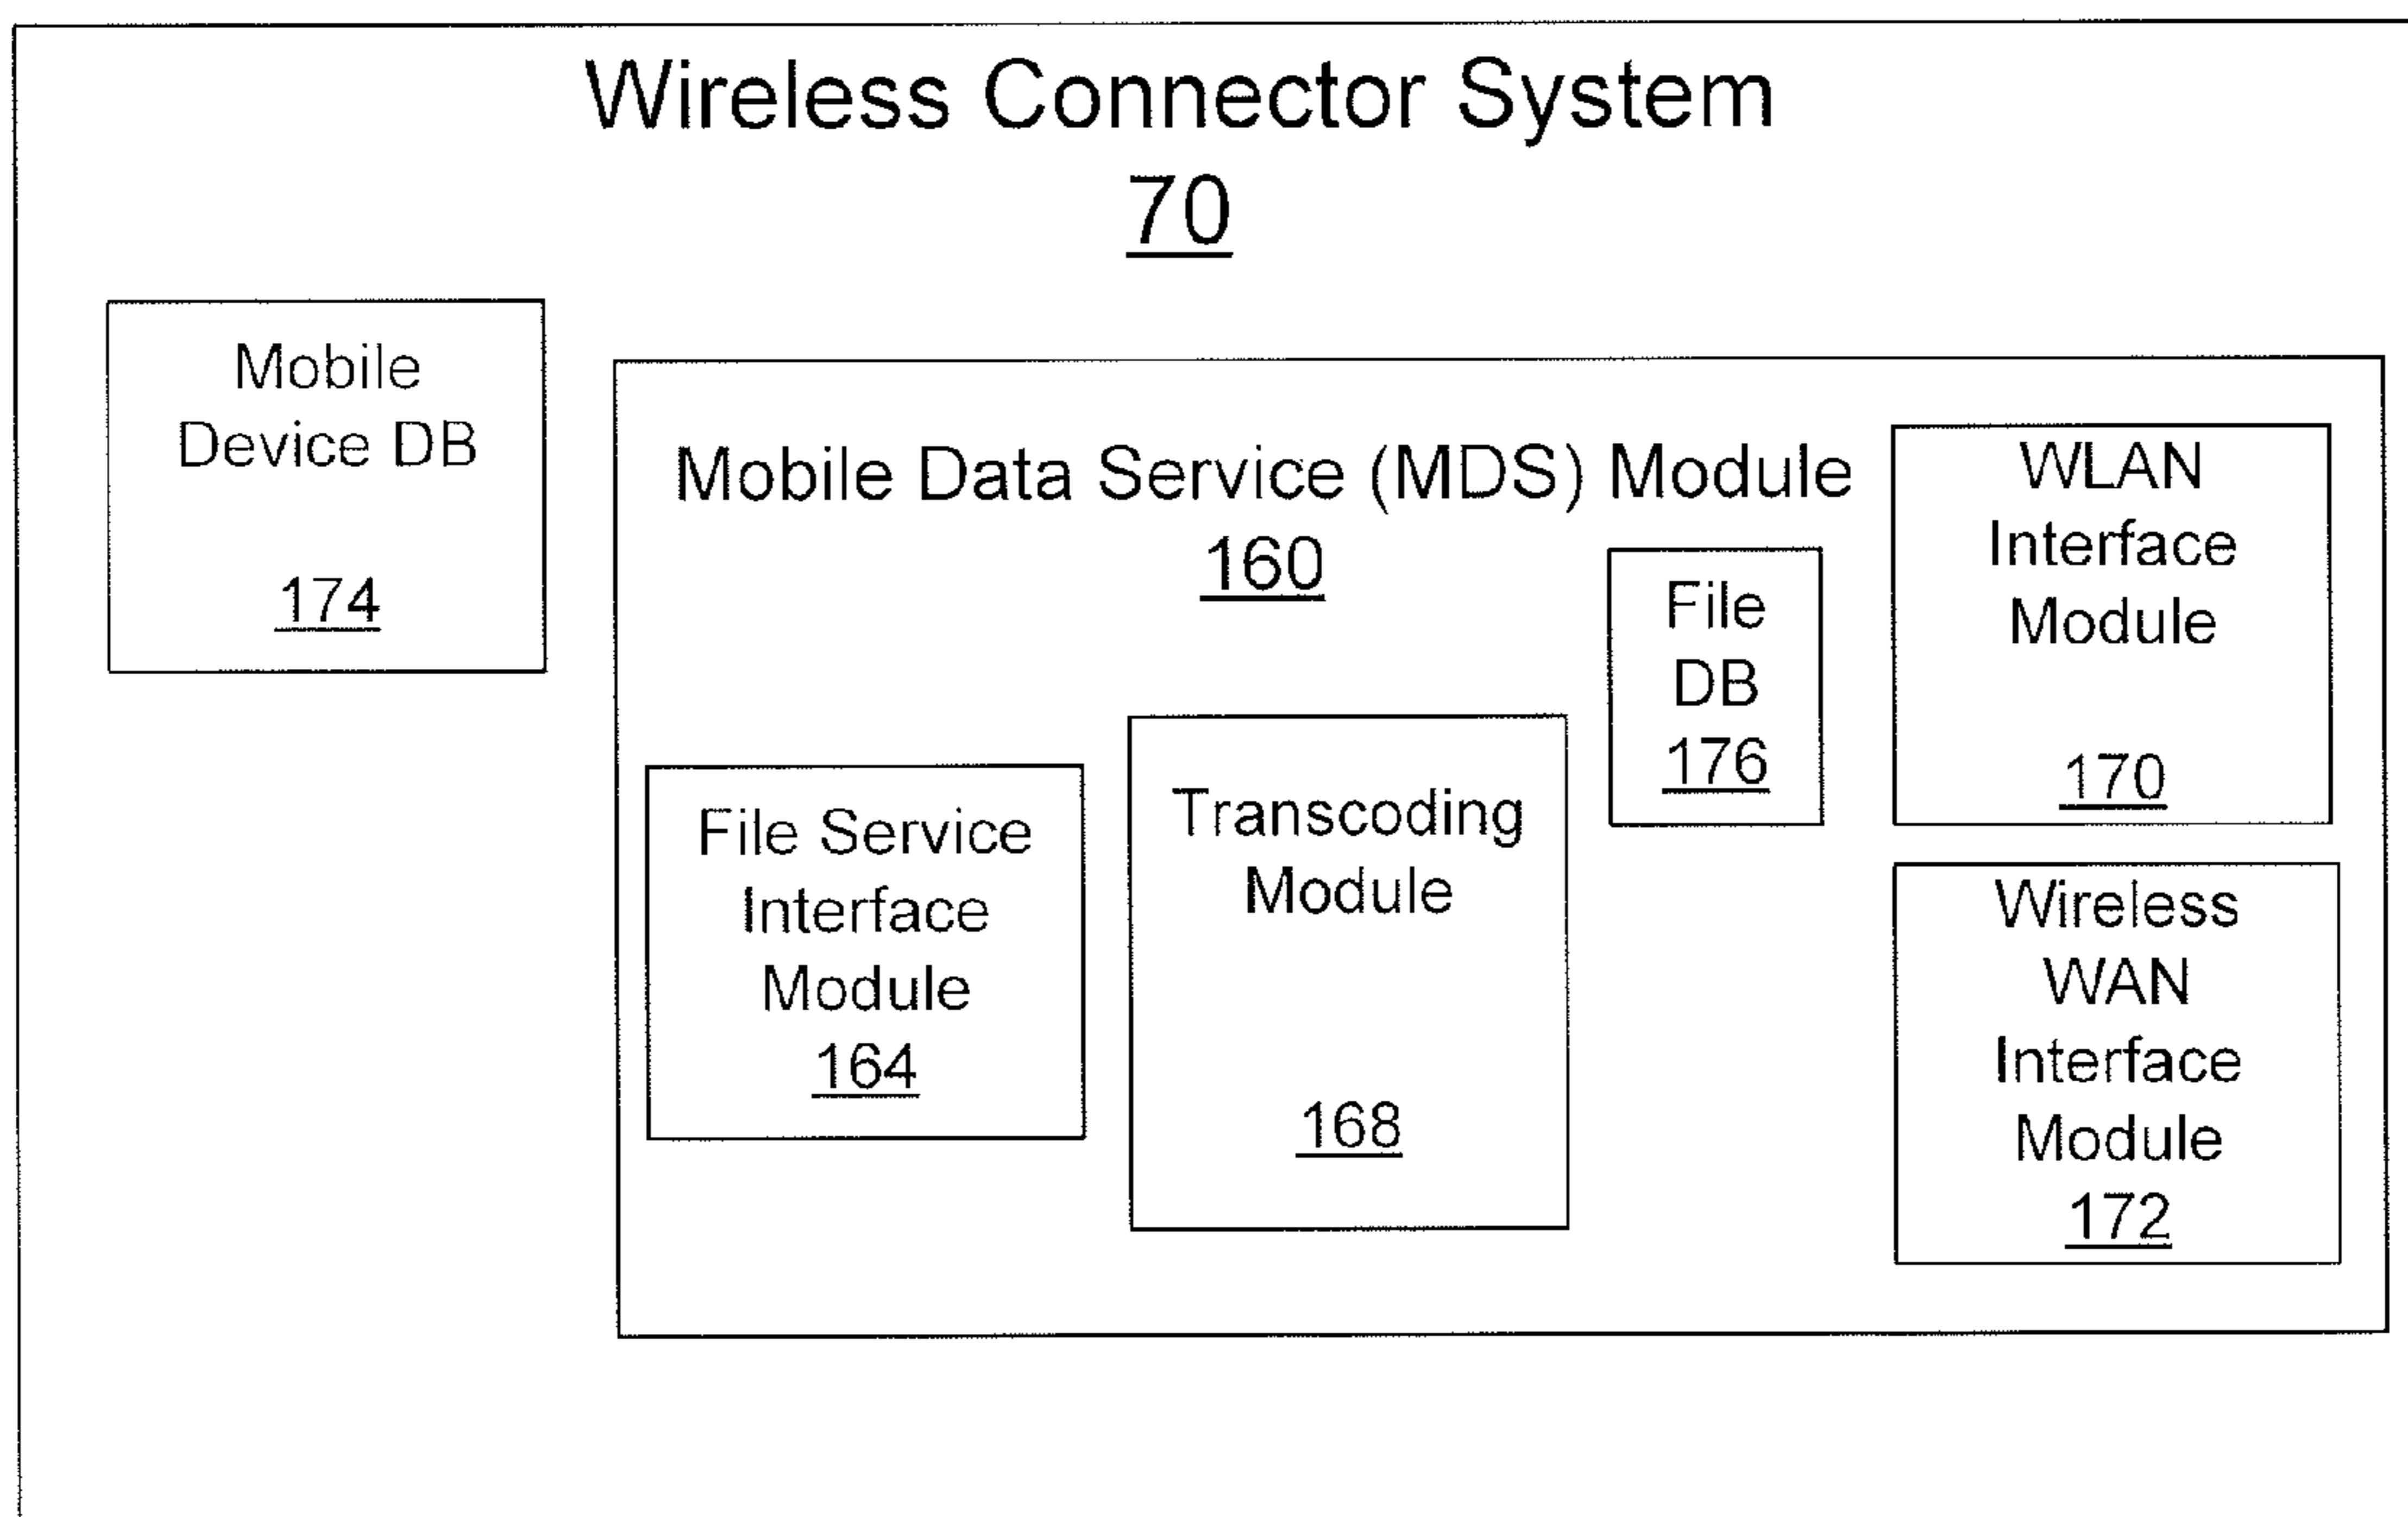 Wireless Connector System
70
Mobile
Device DB
174
Mobile Data Service (MDS) Module
160
File Service
Interface
Module
164
Transcoding
Module
168
File
DB
176
WLAN
Interface
Module
170
Wireless
WAN
Interface
Module
172